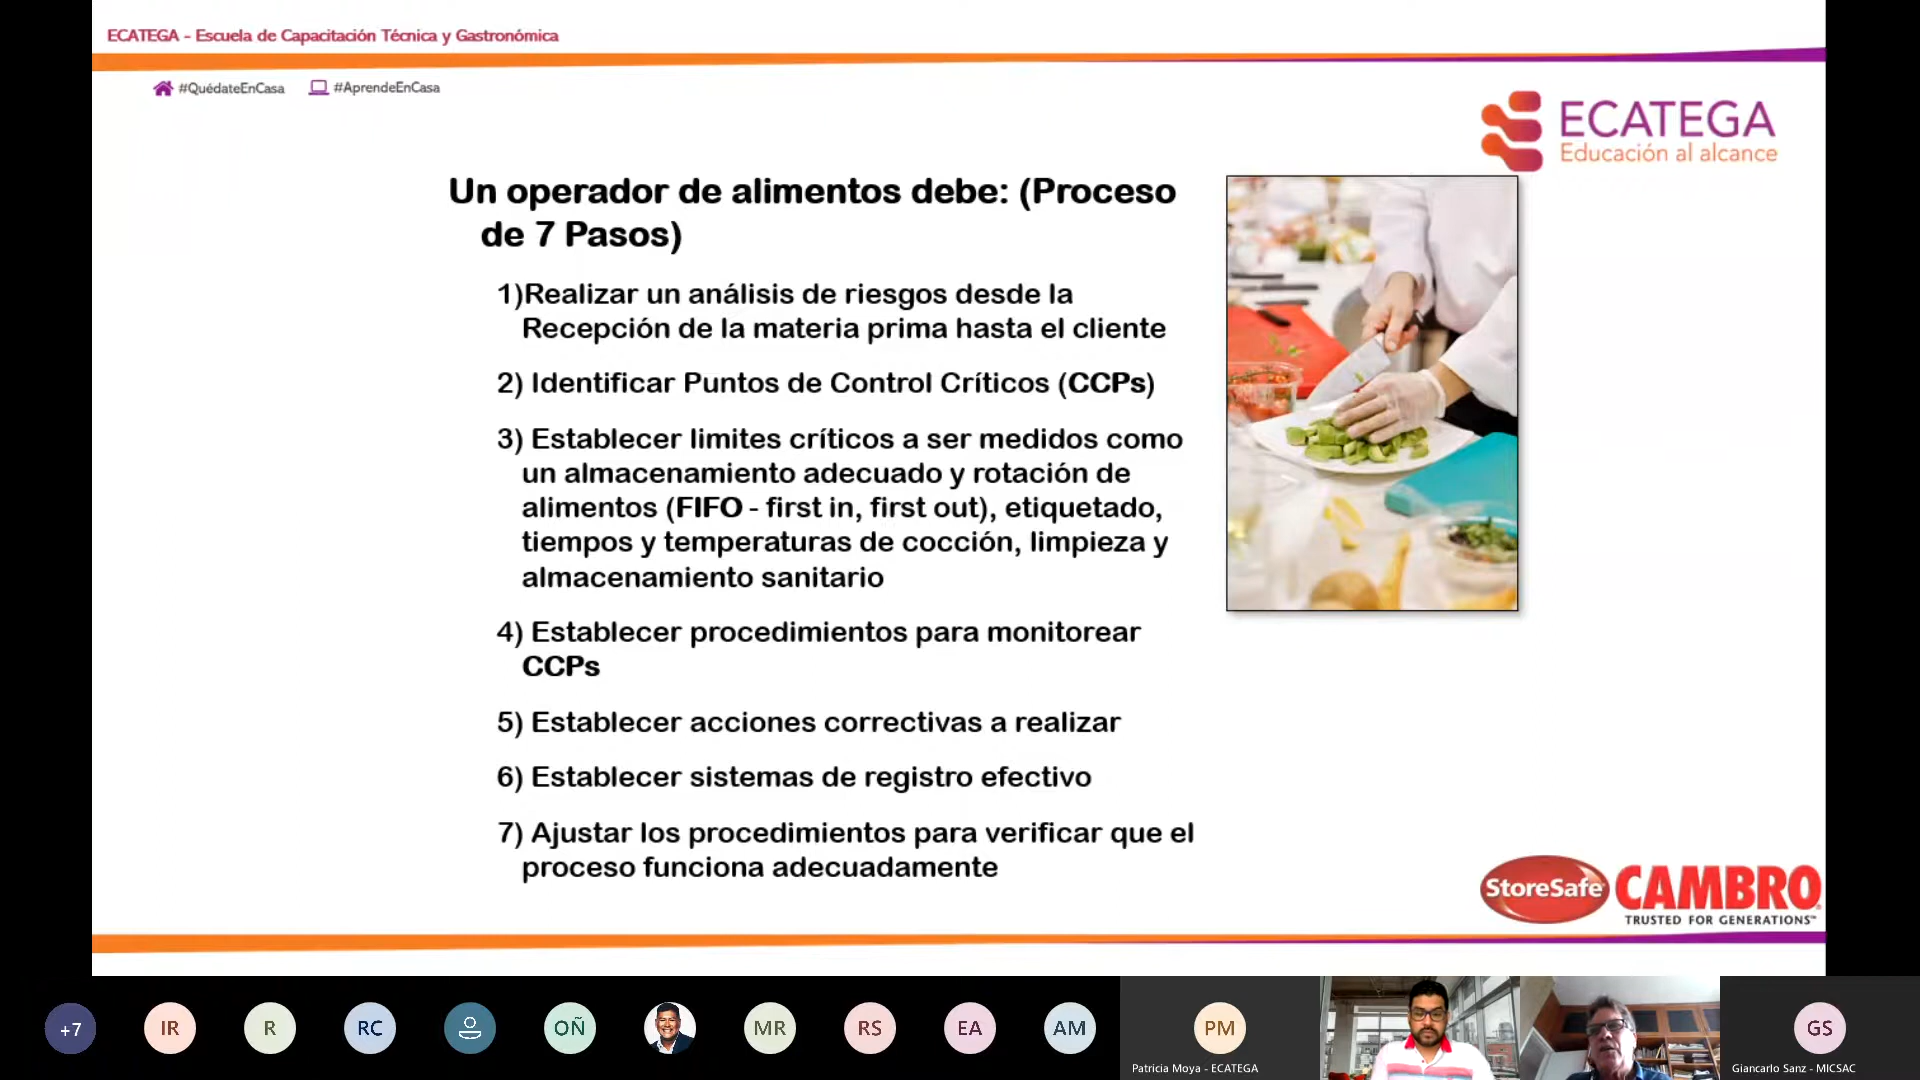 ECATEGA - Escuela de Capacitación Técnica y Gastronómica
#QuédateEnCasa #AprendeEnCasa
ECATEGA
Educación al alcance
Un operador de alimentos debe: (Proceso
de 7 Pasos)
1)Realizar un análisis de riesgos desde la
Recepción de la materia prima hasta el cliente
2) Identificar Puntos de Control Críticos (CCPs)
3) Establecer limites críticos a ser medidos como
un almacenamiento adecuado y rotación de
alimentos (FIFO - first in, first out), etiquetado,
tiempos y temperaturas de cocción, limpieza y
almacenamiento sanitario
4) Establecer procedimientos para monitorear
CCPs
5) Establecer acciones correctivas a realizar
6) Establecer sistemas de registro efectivo
7) Ajustar los procedimientos para verificar que el
proceso funciona adecuadamente
StoreSafe CAMBRO
TRUSTED FOR GENERATIONS™
+7 IR R RC OÑ MR RS EA AM PM GS
Patricia Moya - ECATEGA Giancarlo Sanz - MICSAC